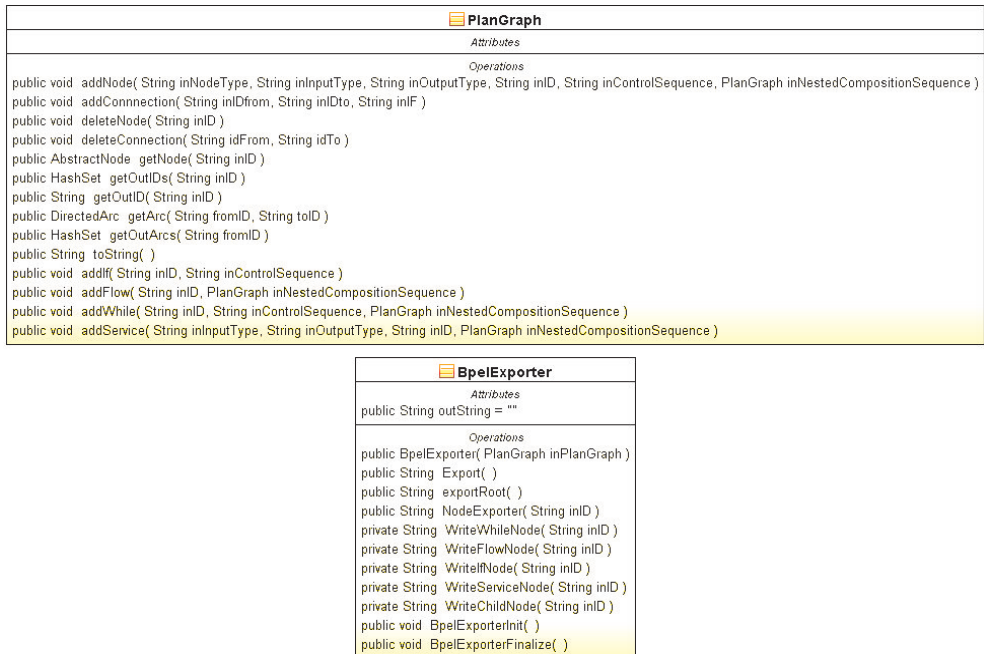 PlanGraph
Attributes
Operations
public void addNode( String inNodeType, String inInputType, String inOutputType, String inID, String inControlSequence, PlanGraph inNestedCompositionSequence )
public void addConnnection( String inIDfrom, String inIDto, String inIF )
public void deleteNode( String inID )
public void deleteConnection( String idFrom, String idTo )
public AbstractNode getNode( String inID )
public HashSet getOutIDs( String inID )
public String getOutID( String inID )
public DirectedArc getArc( String fromID, String toID )
public HashSet getOutArcs( String fromID )
public String toString( )
public void addIf( String inID, String inControlSequence )
public void addFlow( String inID, PlanGraph inNestedCompositionSequence )
public void addWhile( String inID, String inControlSequence, PlanGraph inNestedCompositionSequence )
public void addService( String inInputType, String inOutputType, String inID, PlanGraph inNestedCompositionSequence )
BpelExporter
Attributes
public String outString = ""
Operations
public BpelExporter( PlanGraph inPlanGraph )
public String Export( )
public String exportRoot( )
public String NodeExporter( String inID )
private String WriteWhileNode( String inID )
private String WriteFlowNode( String inID )
private String WriteIfNode( String inID )
private String WriteServiceNode( String inID )
private String WriteChildNode( String inID )
public void BpelExporterInit( )
public void BpelExporterFinalize( )